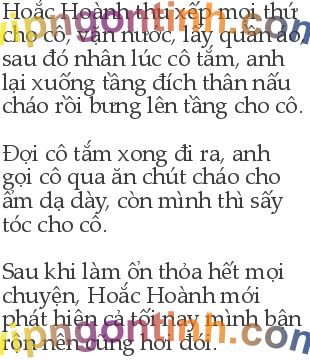 Hoắc Hoành thu xếp mọi thứ
cho cô, vặn nước, lấy quần áo,
sau đó nhân lúc cô tắm, anh
lại xuống tầng đích thân nấu
cháo rồi bưng lên tầng cho cô.
Đợi cô tắm xong đi ra, anh
gọi cô qua ăn chút cháo cho
ấm dạ dày, còn mình thì sấy
tóc cho cô.
Sau khi làm ổn thỏa hết mọi
chuyện, Hoắc Hoành mới
phát hiện cả tối nay mình bận
rộn nên cũng hơi đói.
vipngontinh.com
vipngontinh.com